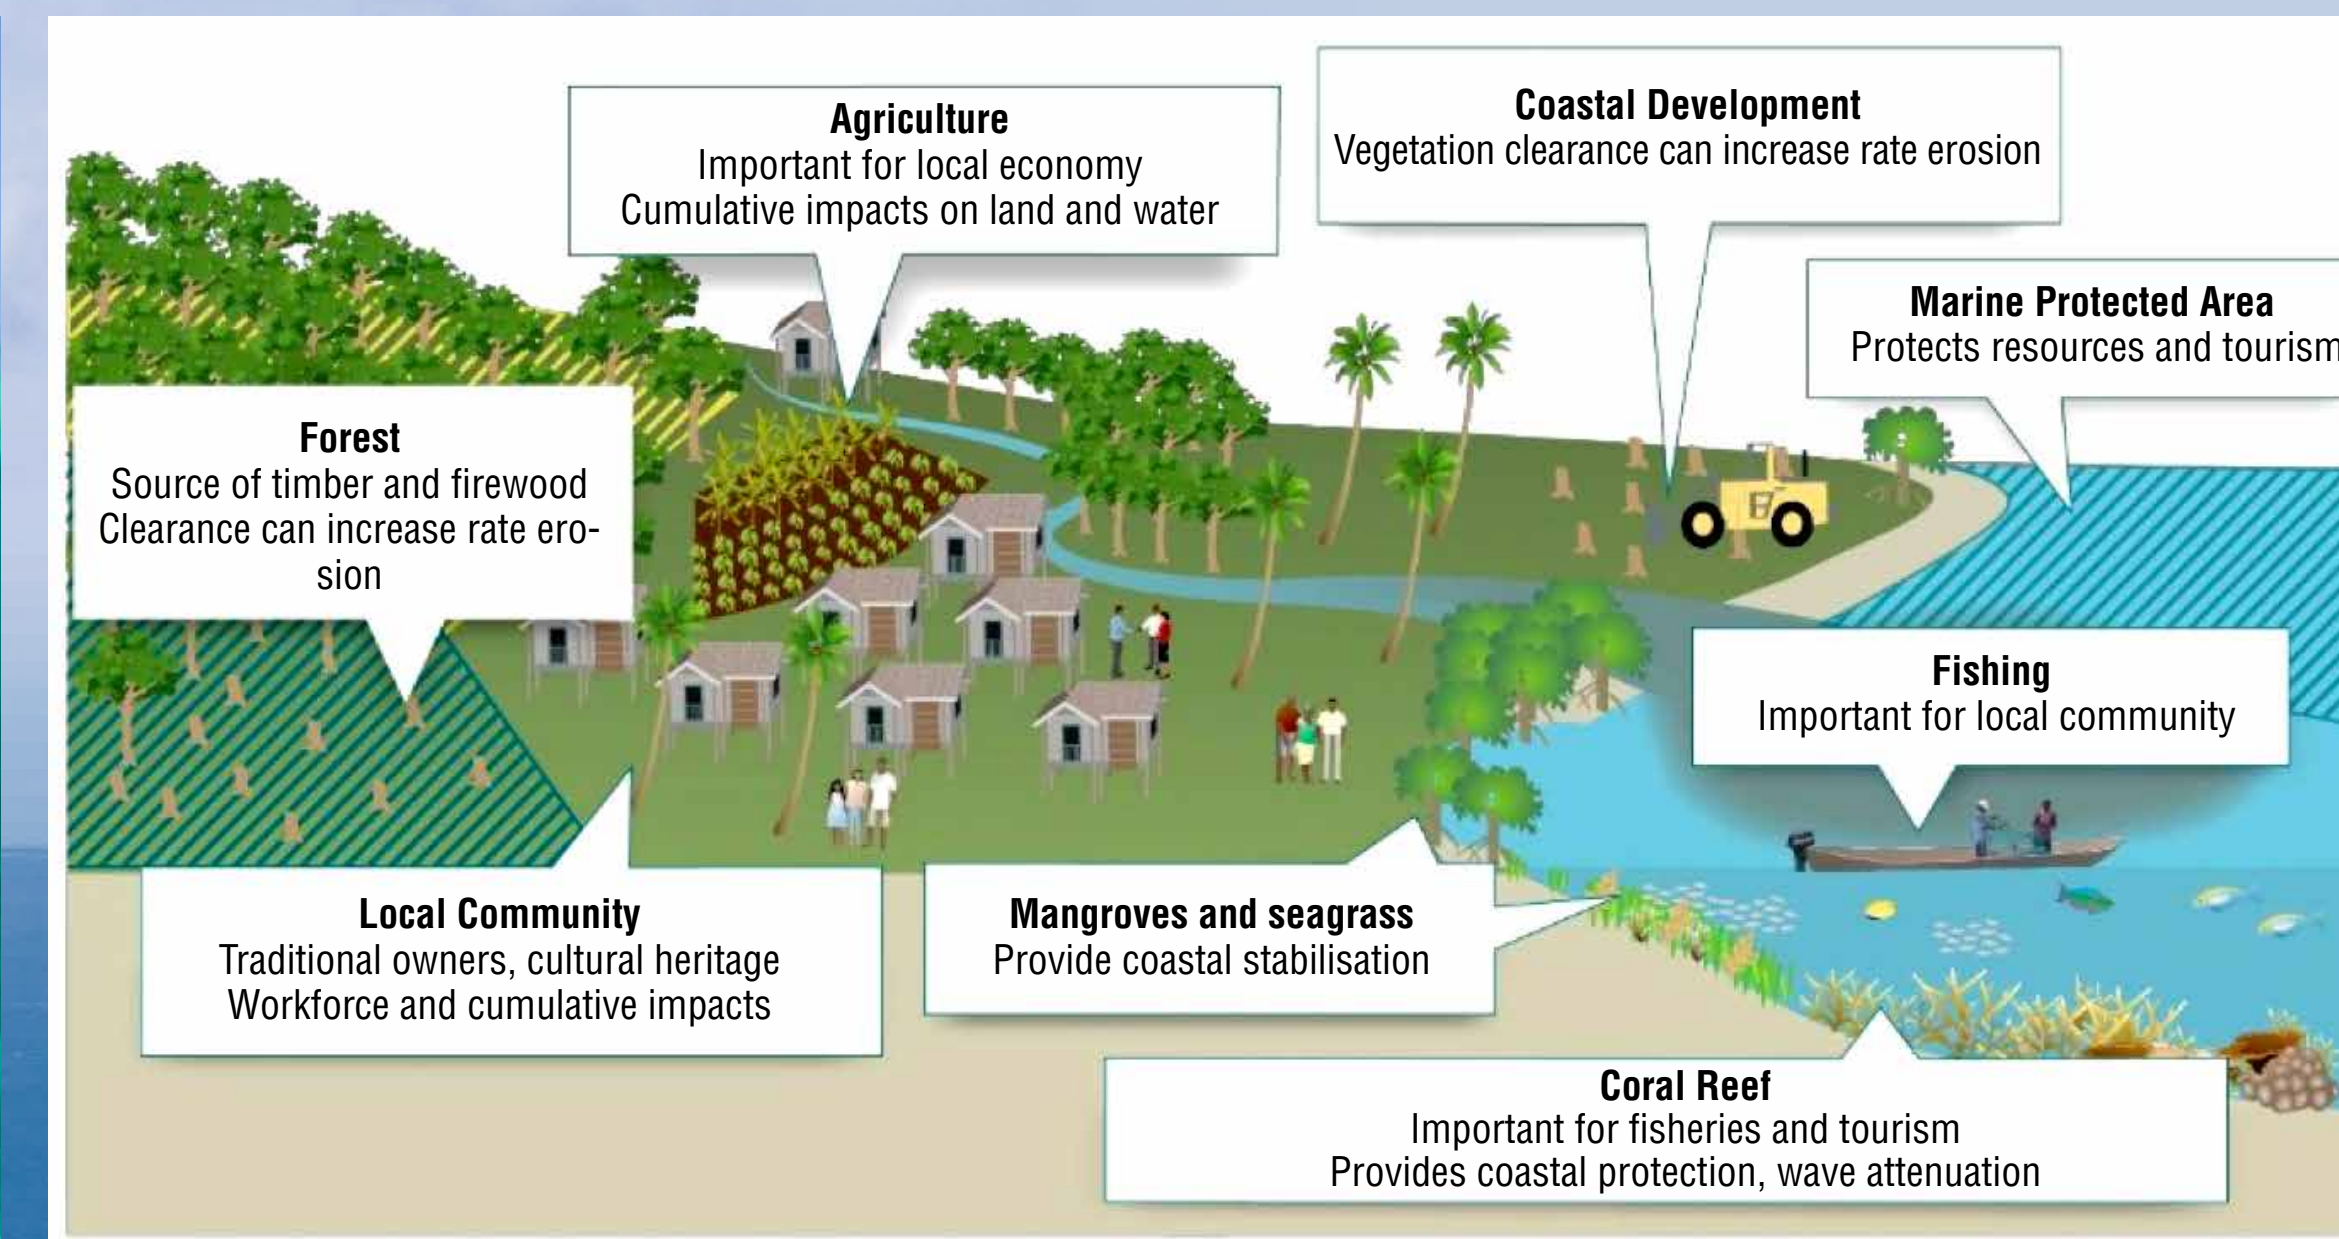 Agriculture
Important for local economy
Cumulative impacts on land and water
Coastal Development
Vegetation clearance can increase rate erosion
Marine Protected Area
Protects resources and tourism
Forest
Source of timber and firewood
Clearance can increase rate ero-
sion
Fishing
Important for local community
Local Community
Traditional owners, cultural heritage
Workforce and cumulative impacts
Mangroves and seagrass
Provide coastal stabilisation
Coral Reef
Important for fisheries and tourism
Provides coastal protection, wave attenuation